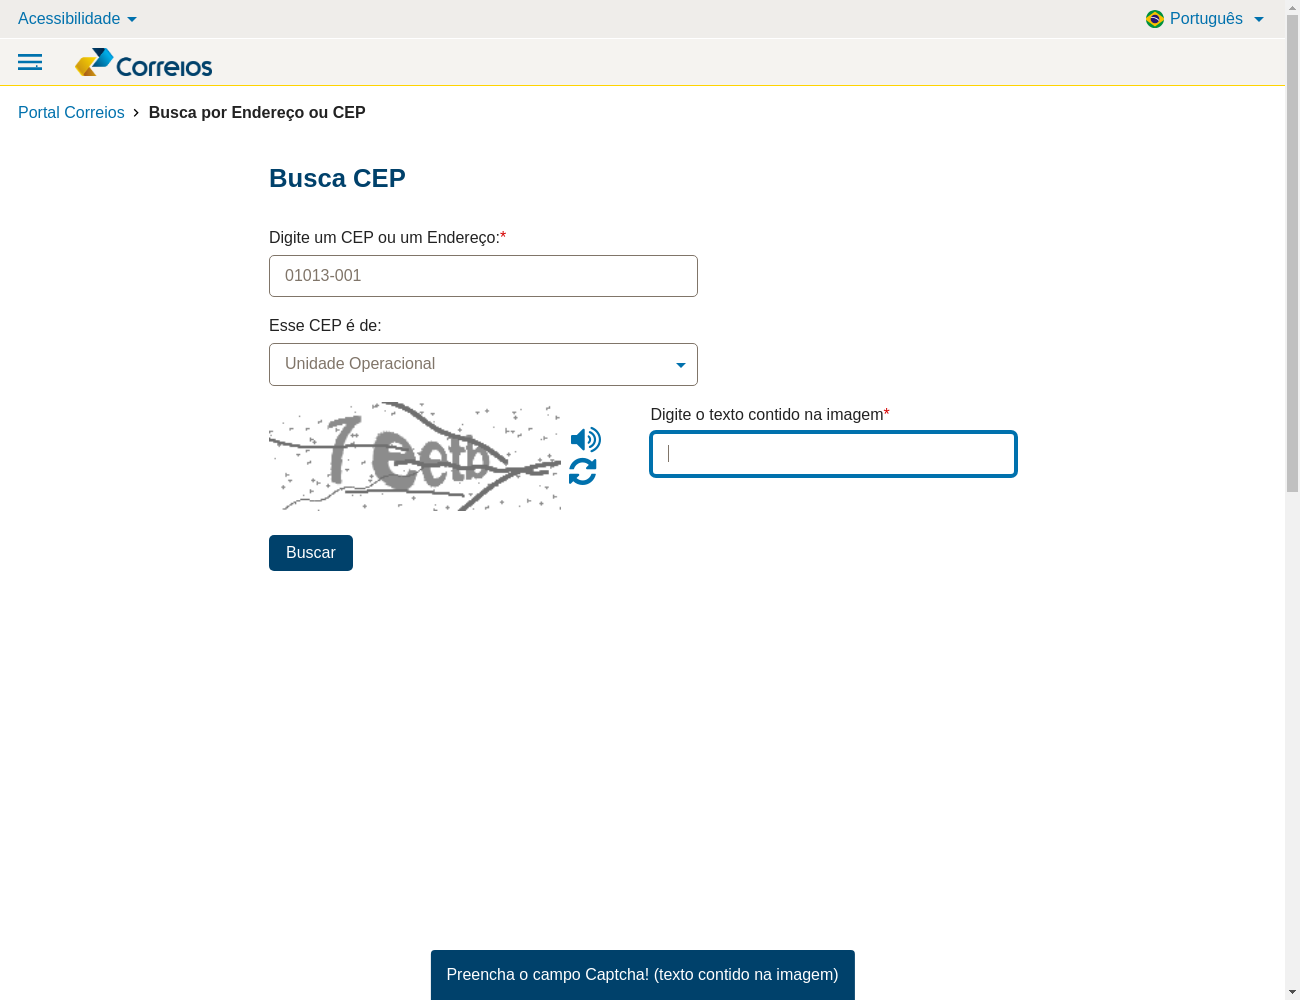 Acessibilidade
Português
Correios
Portal Correios
Busca por Endereço ou CEP
Busca CEP
Digite um CEP ou um Endereço:*
01013-001
Esse CEP é de:
Unidade Operacional
Digite o texto contido na imagem*
Buscar
Preencha o campo Captcha! (texto contido na imagem)